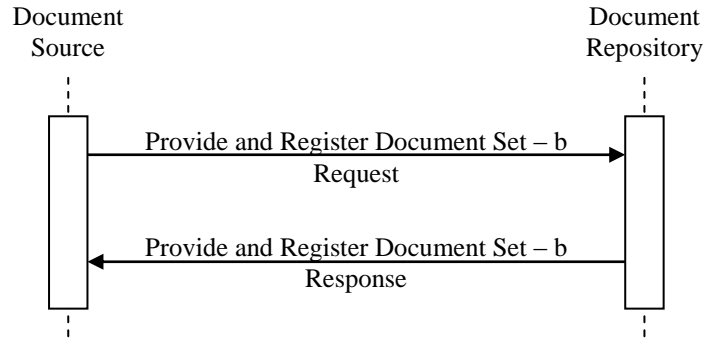 Document
Source
Document
Repository
Provide and Register Document Set – b
Request
Provide and Register Document Set – b
Response